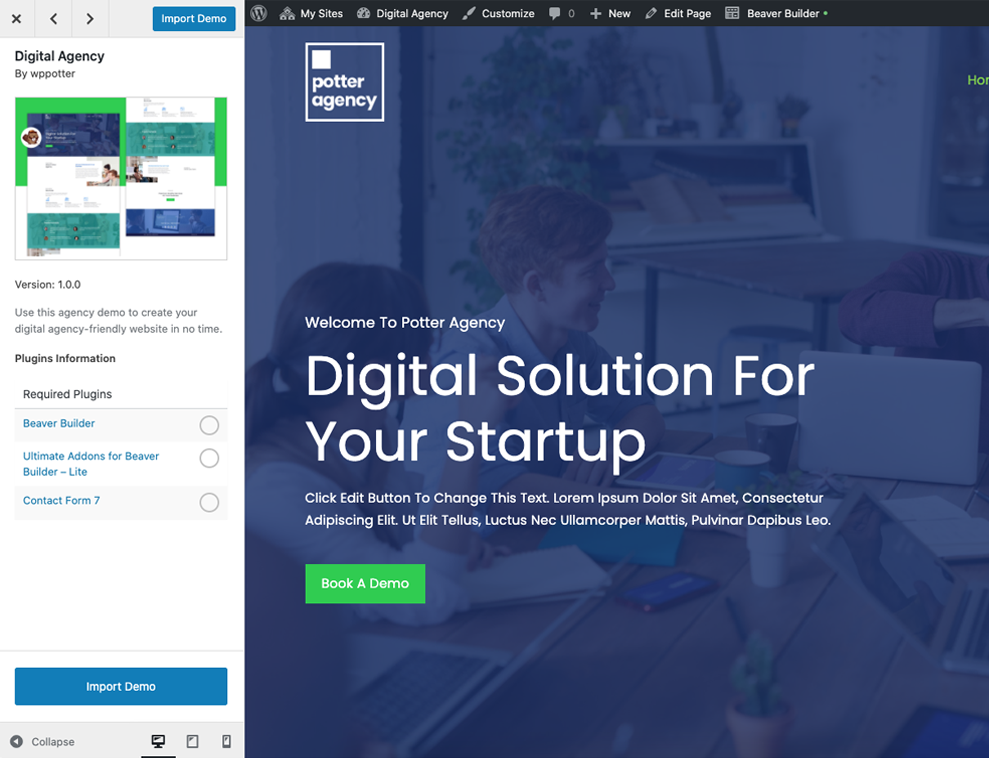 Import Demo
My Sites
Digital Agency
Customize
0
New
Edit Page
Beaver Builder
Digital Agency
By wppotter
Version: 1.0.0
Use this agency demo to create your
digital agency-friendly website in no time.
Plugins Information
Required Plugins
Beaver Builder
Ultimate Addons for Beaver
Builder – Lite
Contact Form 7
Import Demo
Collapse
potter
agency
Hor
Welcome To Potter Agency
Digital Solution For
Your Startup
Click Edit Button To Change This Text. Lorem Ipsum Dolor Sit Amet, Consectetur
Adipiscing Elit. Ut Elit Tellus, Luctus Nec Ullamcorper Mattis, Pulvinar Dapibus Leo.
Book A Demo